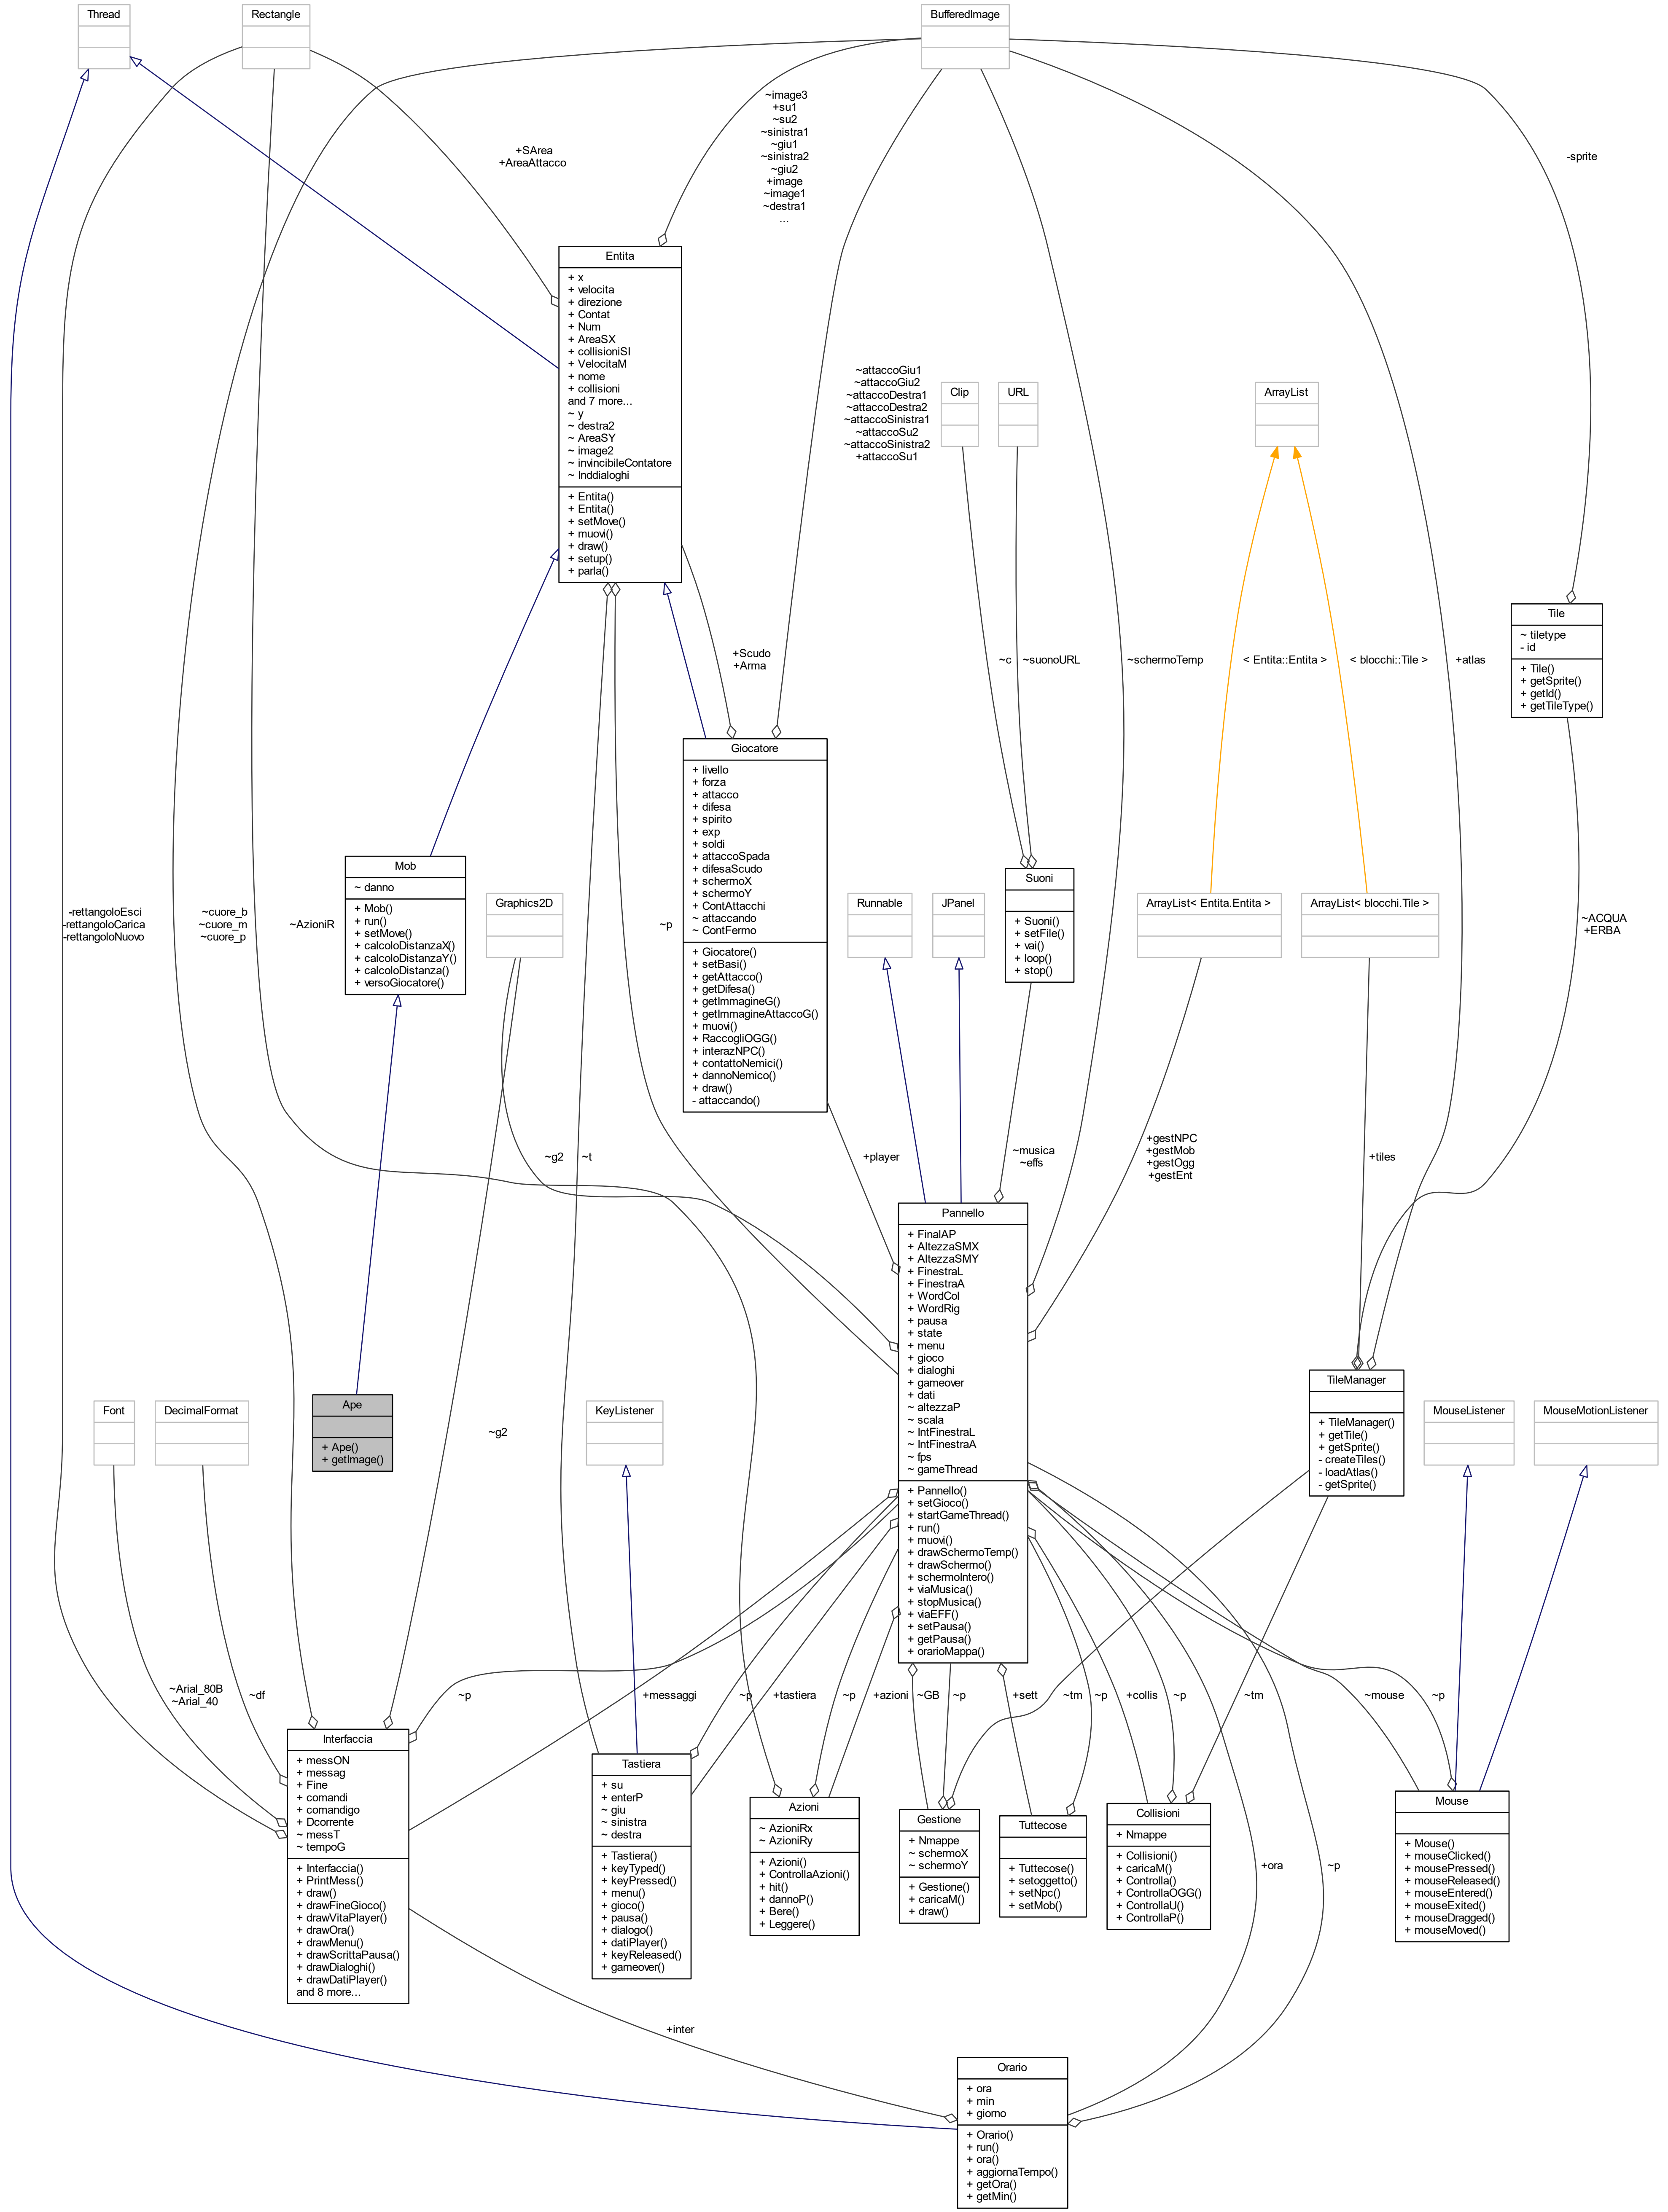 Thread
Rectangle
BufferedImage
~image3
+su1
~su2
~sinistra1
~giu1
~sinistra2
~giu2
+image
~image1
~destra1
...
+SArea
+AreaAttacco
-sprite
Entita
+ x
+ velocita
+ direzione
+ Contat
+ Num
+ AreaSX
+ collisioniSI
+ VelocitaM
+ nome
+ collisioni
and 7 more...
~ y
~ destra2
~ AreaSY
~ image2
~ invincibileContatore
~ Inddialoghi
+ Entita()
+ Entita()
+ setMove()
+ muovi()
+ draw()
+ setup()
+ parla()
~attaccoGiu1
~attaccoGiu2
~attaccoDestra1
~attaccoDestra2
~attaccoSinistra1
~attaccoSu2
~attaccoSinistra2
+attaccoSu1
Clip
URL
ArrayList
+Scudo
+Arma
~c
~suonoURL
~schermoTemp
< Entita::Entita >
< blocchi::Tile >
+atlas
Tile
~ tiletype
- id
+ Tile()
+ getSprite()
+ getId()
+ getTileType()
Giocatore
+ livello
+ forza
+ attacco
+ difesa
+ spirito
+ exp
+ soldi
+ attaccoSpada
+ difesaScudo
+ schermoX
+ schermoY
+ ContAttacchi
~ attaccando
~ ContFermo
+ Giocatore()
+ setBasi()
+ getAttacco()
+ getDifesa()
+ getImmagineG()
+ getImmagineAttaccoG()
+ muovi()
+ RaccogliOGG()
+ interazNPC()
+ contattoNemici()
+ dannoNemico()
+ draw()
- attaccando()
Mob
~ danno
+ Mob()
+ run()
+ setMove()
+ calcoloDistanzaX()
+ calcoloDistanzaY()
+ calcoloDistanza()
+ versoGiocatore()
Suoni
+ Suoni()
+ setFile()
+ vai()
+ loop()
+ stop()
Graphics2D
Runnable
JPanel
ArrayList< Entita.Entita >
ArrayList< blocchi.Tile >
-rettangoloEsci
-rettangoloCarica
-rettangoloNuovo
~cuore_b
~cuore_m
~cuore_p
~AzioniR
~p
~ACQUA
+ERBA
~g2
~t
+player
~musica
~effs
+gestNPC
+gestMob
+gestOgg
+gestEnt
+tiles
Pannello
+ FinalAP
+ AltezzaSMX
+ AltezzaSMY
+ FinestraL
+ FinestraA
+ WordCol
+ WordRig
+ pausa
+ state
+ menu
+ gioco
+ dialoghi
+ gameover
+ dati
~ altezzaP
~ scala
~ IntFinestraL
~ IntFinestraA
~ fps
~ gameThread
+ Pannello()
+ setGioco()
+ startGameThread()
+ run()
+ muovi()
+ drawSchermoTemp()
+ drawSchermo()
+ schermoIntero()
+ viaMusica()
+ stopMusica()
+ viaEFF()
+ setPausa()
+ getPausa()
+ orarioMappa()
Font
DecimalFormat
Ape
+ Ape()
+ getImage()
~g2
KeyListener
TileManager
+ TileManager()
+ getTile()
+ getSprite()
- createTiles()
- loadAtlas()
- getSprite()
MouseListener
MouseMotionListener
~Arial_80B
~Arial_40
~df
~p
+messaggi
~p
+tastiera
~p
+azioni
~GB
~p
+sett
~tm
~p
+collis
~p
~tm
~mouse
~p
Interfaccia
+ messON
+ messag
+ Fine
+ comandi
+ comandigo
+ Dcorrente
~ messT
~ tempoG
+ Interfaccia()
+ PrintMess()
+ draw()
+ drawFineGioco()
+ drawVitaPlayer()
+ drawOra()
+ drawMenu()
+ drawScrittaPausa()
+ drawDialoghi()
+ drawDatiPlayer()
and 8 more...
Tastiera
+ su
+ enterP
~ giu
~ sinistra
~ destra
+ Tastiera()
+ keyTyped()
+ keyPressed()
+ menu()
+ gioco()
+ pausa()
+ dialogo()
+ datiPlayer()
+ keyReleased()
+ gameover()
Azioni
~ AzioniRx
~ AzioniRy
+ Azioni()
+ ControllaAzioni()
+ hit()
+ dannoP()
+ Bere()
+ Leggere()
Gestione
+ Nmappe
~ schermoX
~ schermoY
+ Gestione()
+ caricaM()
+ draw()
Tuttecose
+ Tuttecose()
+ setoggetto()
+ setNpc()
+ setMob()
Collisioni
+ Nmappe
+ Collisioni()
+ caricaM()
+ Controlla()
+ ControllaOGG()
+ ControllaU()
+ ControllaP()
Mouse
+ Mouse()
+ mouseClicked()
+ mousePressed()
+ mouseReleased()
+ mouseEntered()
+ mouseExited()
+ mouseDragged()
+ mouseMoved()
+ora
~p
+inter
Orario
+ ora
+ min
+ giorno
+ Orario()
+ run()
+ ora()
+ aggiornaTempo()
+ getOra()
+ getMin()